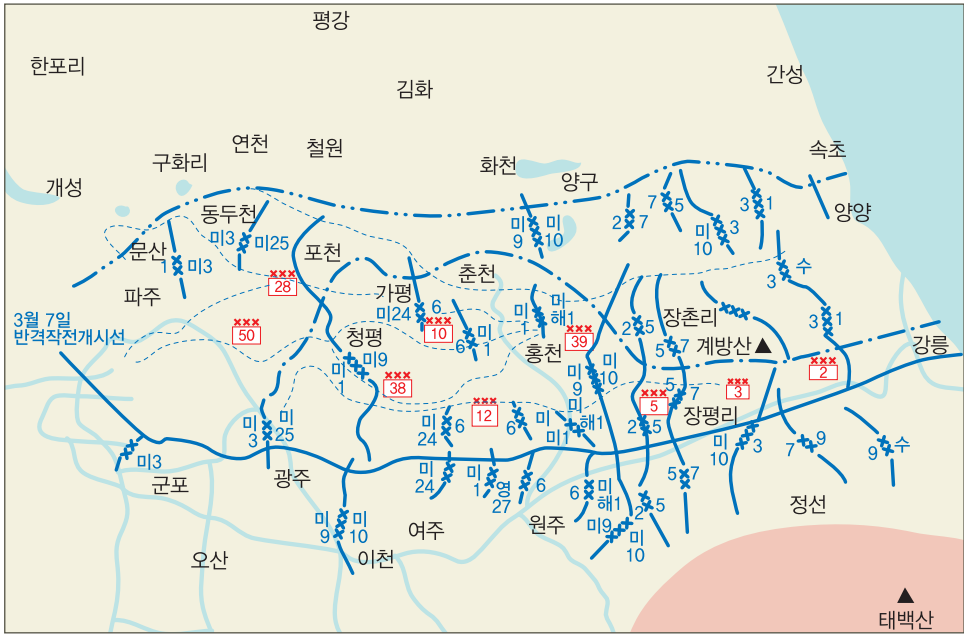 평강
한포리
간성
김화
연천
철원
속초
구화리
화천
양구
개성
동두천
양양
7
5
3
1
2
7
미
9
미
10
미
10
3
미3
미25
문산
1
미3
포천
춘천
3
수
×××
28
파주
가평
미24
6
미
1
미
해1
장촌리
3월 7일
반격작전개시선
×××
50
청평
×××
10
6
미
1
홍천
×××
39
2
5
5
7
계방산
3
1
강릉
미9
미
1
×××
38
미
9
미
10
×××
2
×××
3
5
7
×××
5
×××
12
장평리
미
3
미
25
미
24
6
6
미
미1
해1
2
5
미
10
3
7
9
9
수
미3
군포
광주
미
24
미
1
영
27
6
6
미
해1
2
5
5
7
정선
미
9
미
10
여주
원주
미9
미
10
오산
이천
태백산